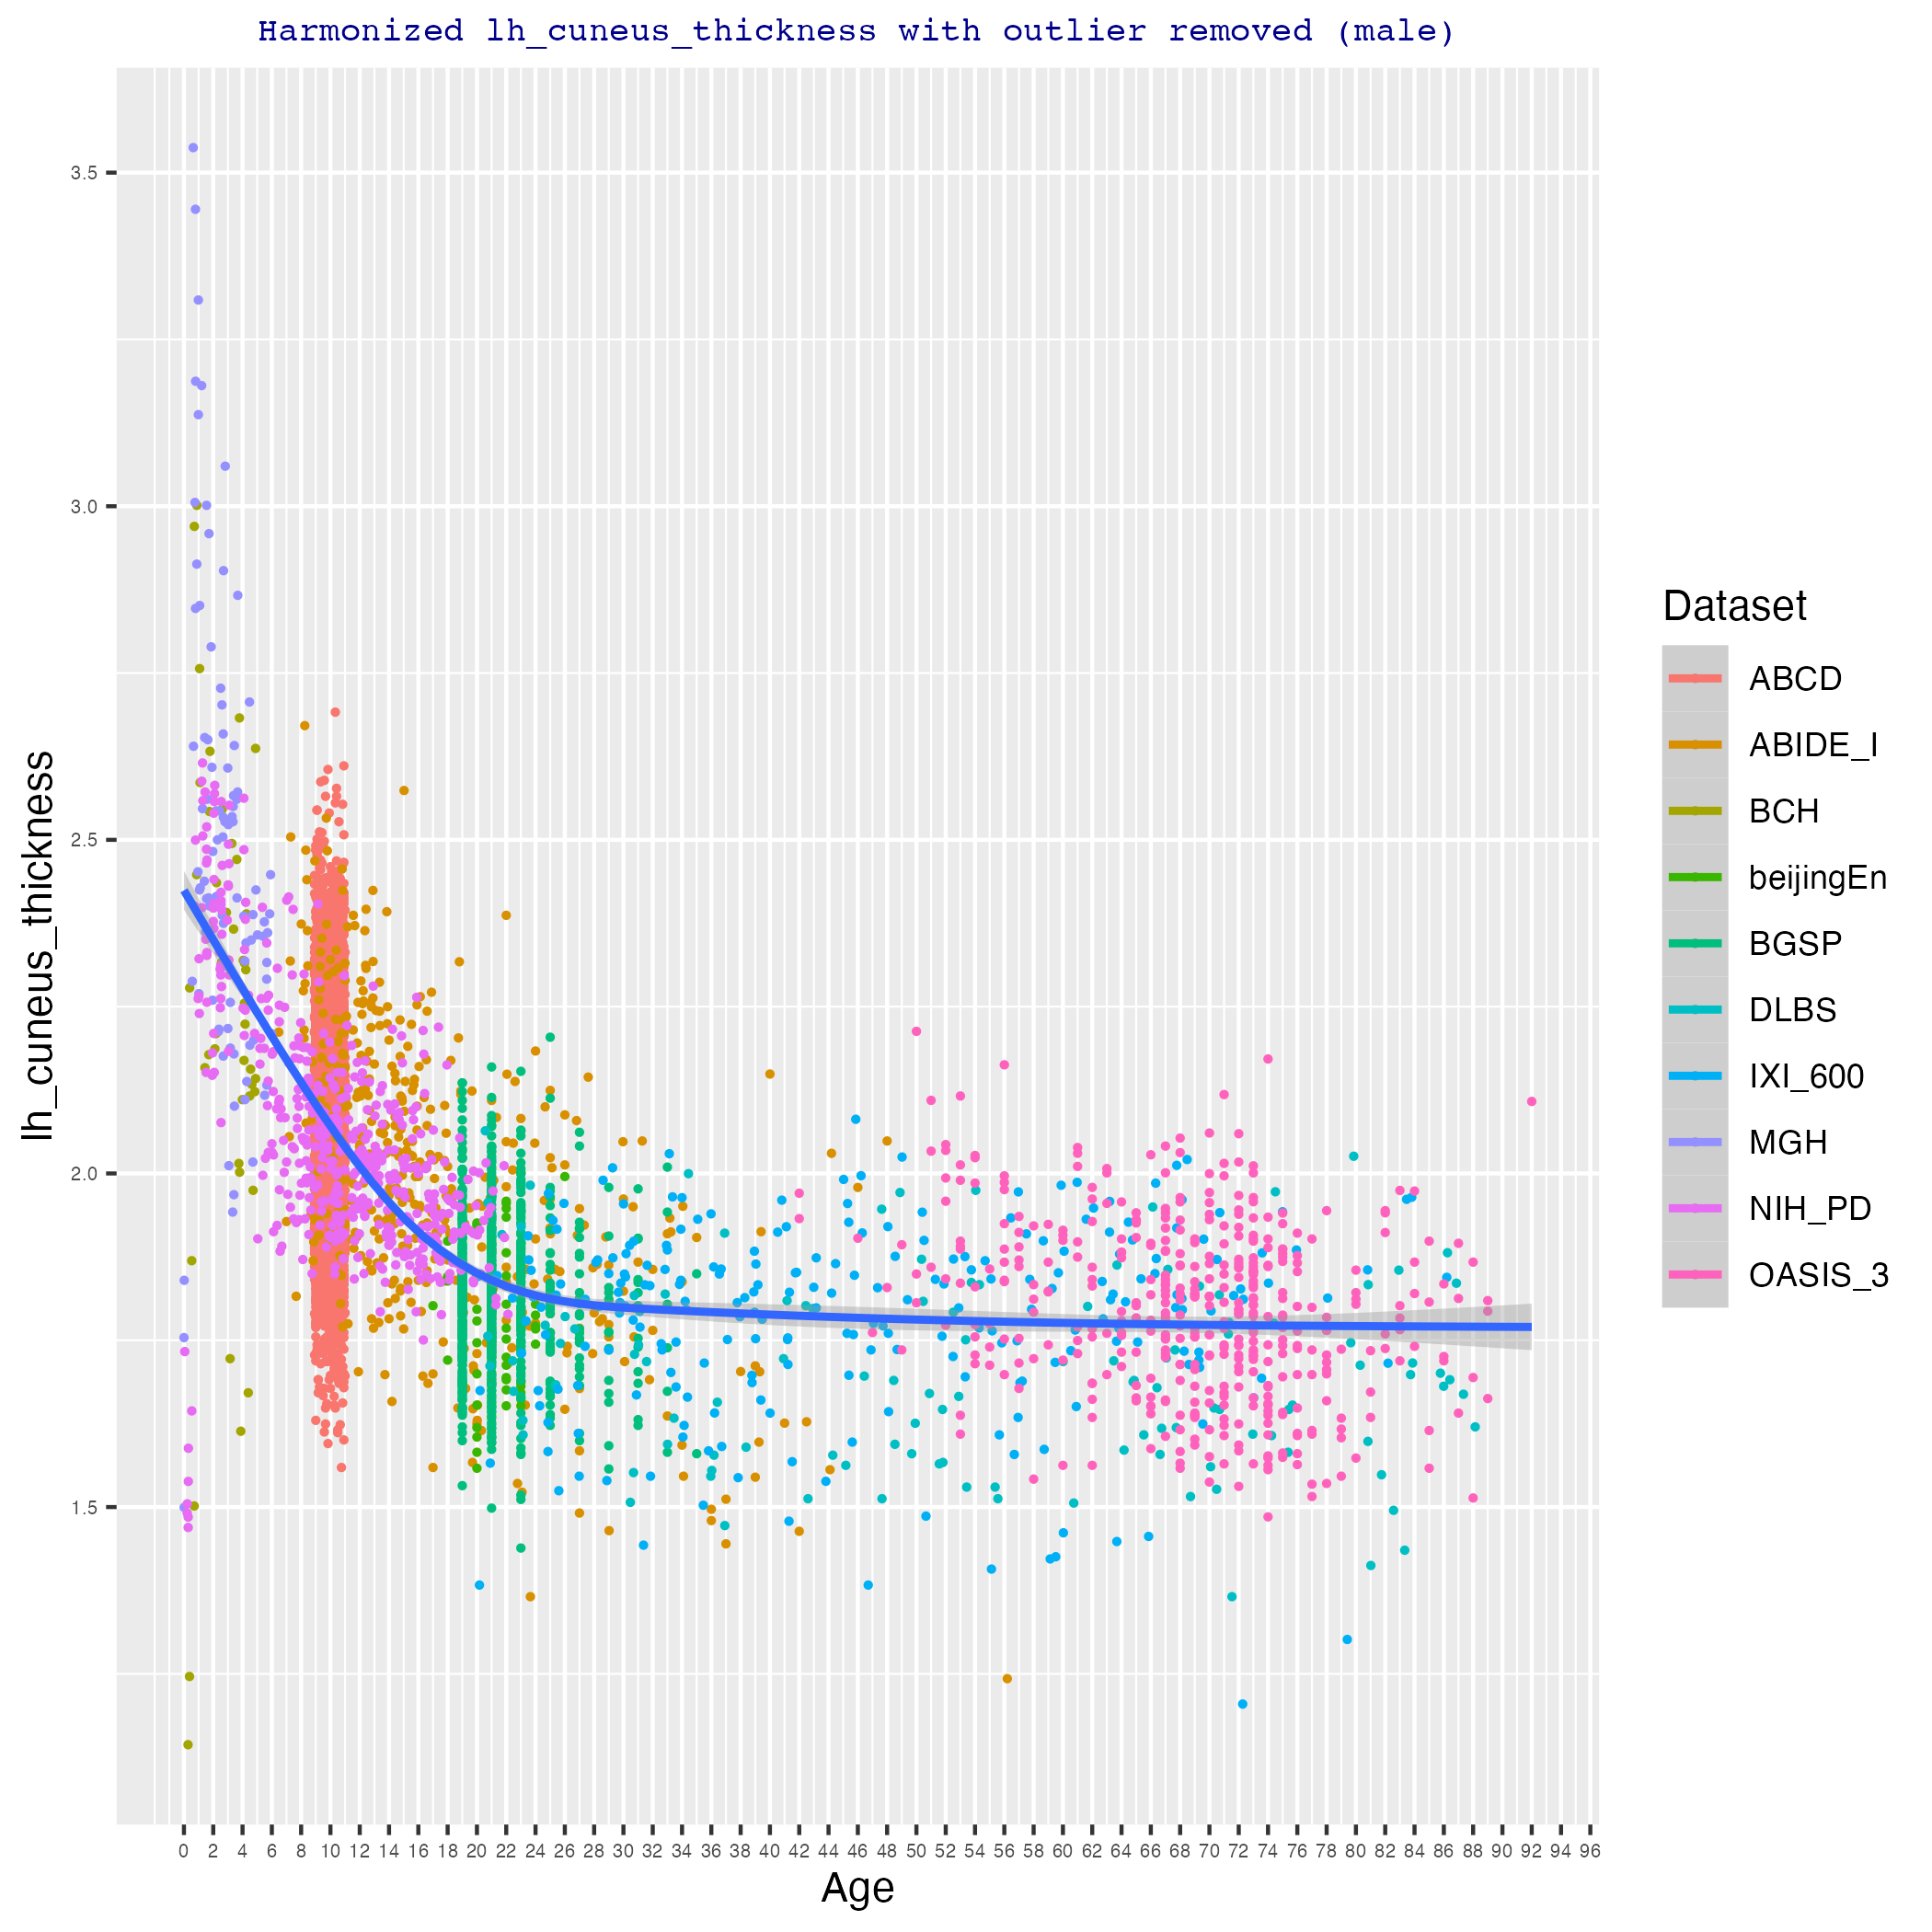 Harmonized lh_cuneus_thickness with outlier removed (male)
3.5
3.0
2.5
2.0
1.5
lh_cuneus_thickness
0 2 4 6 8 10 12 14 16 18 20 22 24 26 28 30 32 34 36 38 40 42 44 46 48 50 52 54 56 58 60 62 64 66 68 70 72 74 76 78 80 82 84 86 88 90 92 94 96
Age
Dataset
ABCD
ABIDE_I
BCH
beijingEn
BGSP
DLBS
IXI_600
MGH
NIH_PD
OASIS_3